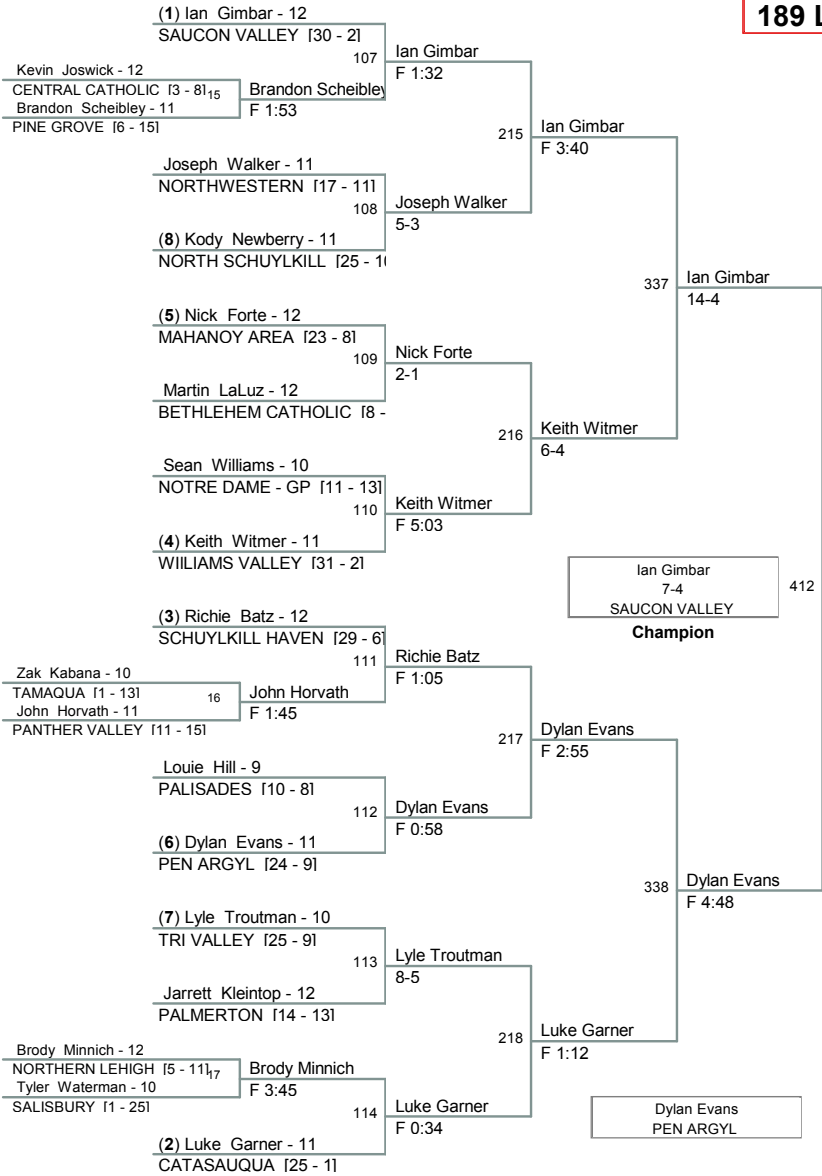 189 L
(1) Ian Gimbar - 12
SAUCON VALLEY [30 - 2]
107
Ian Gimbar
F 1:32
Kevin Joswick - 12
CENTRAL CATHOLIC [3 - 8]
15
Brandon Scheibley - 11
PINE GROVE [6 - 15]
Brandon Scheibley
F 1:53
215
Ian Gimbar
F 3:40
Joseph Walker - 11
NORTHWESTERN [17 - 11]
108
Joseph Walker
5-3
(8) Kody Newberry - 11
NORTH SCHUYLKILL [25 - 1
337
Ian Gimbar
14-4
(5) Nick Forte - 12
MAHANOY AREA [23 - 8]
109
Nick Forte
2-1
Martin LaLuz - 12
BETHLEHEM CATHOLIC [8 -
216
Keith Witmer
6-4
Sean Williams - 10
NOTRE DAME - GP [11 - 13]
110
Keith Witmer
F 5:03
(4) Keith Witmer - 11
WIILIAMS VALLEY [31 - 2]
Ian Gimbar
7-4
SAUCON VALLEY
412
Champion
(3) Richie Batz - 12
SCHUYLKILL HAVEN [29 - 6]
111
Richie Batz
F 1:05
Zak Kabana - 10
TAMAQUA [1 - 13]
16
John Horvath - 11
PANTHER VALLEY [11 - 15]
John Horvath
F 1:45
217
Dylan Evans
F 2:55
Louie Hill - 9
PALISADES [10 - 8]
112
Dylan Evans
F 0:58
(6) Dylan Evans - 11
PEN ARGYL [24 - 9]
338
Dylan Evans
F 4:48
(7) Lyle Troutman - 10
TRI VALLEY [25 - 9]
113
Lyle Troutman
8-5
Jarrett Kleintop - 12
PALMERTON [14 - 13]
218
Luke Garner
F 1:12
Brody Minnich - 12
NORTHERN LEHIGH [5 - 11]
17
Tyler Waterman - 10
SALISBURY [1 - 25]
Brody Minnich
F 3:45
114
Luke Garner
F 0:34
(2) Luke Garner - 11
CATASAUQUA [25 - 1]
Dylan Evans
PEN ARGYL